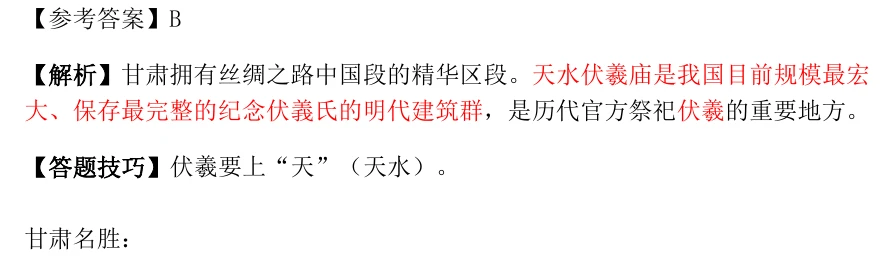 【参考答案】B
【解析】甘肃拥有丝绸之路中国段的精华区段。天水伏羲庙是我国目前规模最宏
大、保存最完整的纪念伏羲氏的明代建筑群，是历代官方祭祀伏羲的重要地方。
【答题技巧】伏羲要上“天”（天水）。
甘肃名胜：